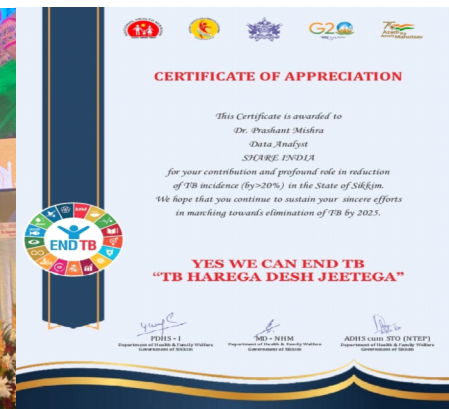 G20
Azadi Ka
Amrit Mahotsav
CERTIFICATE OF APPRECIATION
This Certificate is awarded to
Dr. Prashant Mishra
Data Analyst
SHARE INDIA
for your contribution and profound role in reduction
of TB incidence (by>20%) in the State of Sikkim.
We hope that you continue to sustain your sincere efforts
in marching towards elimination of TB by 2025.
END TB
YES WE CAN END TB
“TB HAREGA DESH JEETEGA”
PDHS - I
Department of Health & Family Welfare
Government of Sikkim
MD - NHM
Department of Health & Family Welfare
Government of Sikkim
ADHS cum STO (NTEP)
Department of Health & Family Welfare
Government of Sikkim